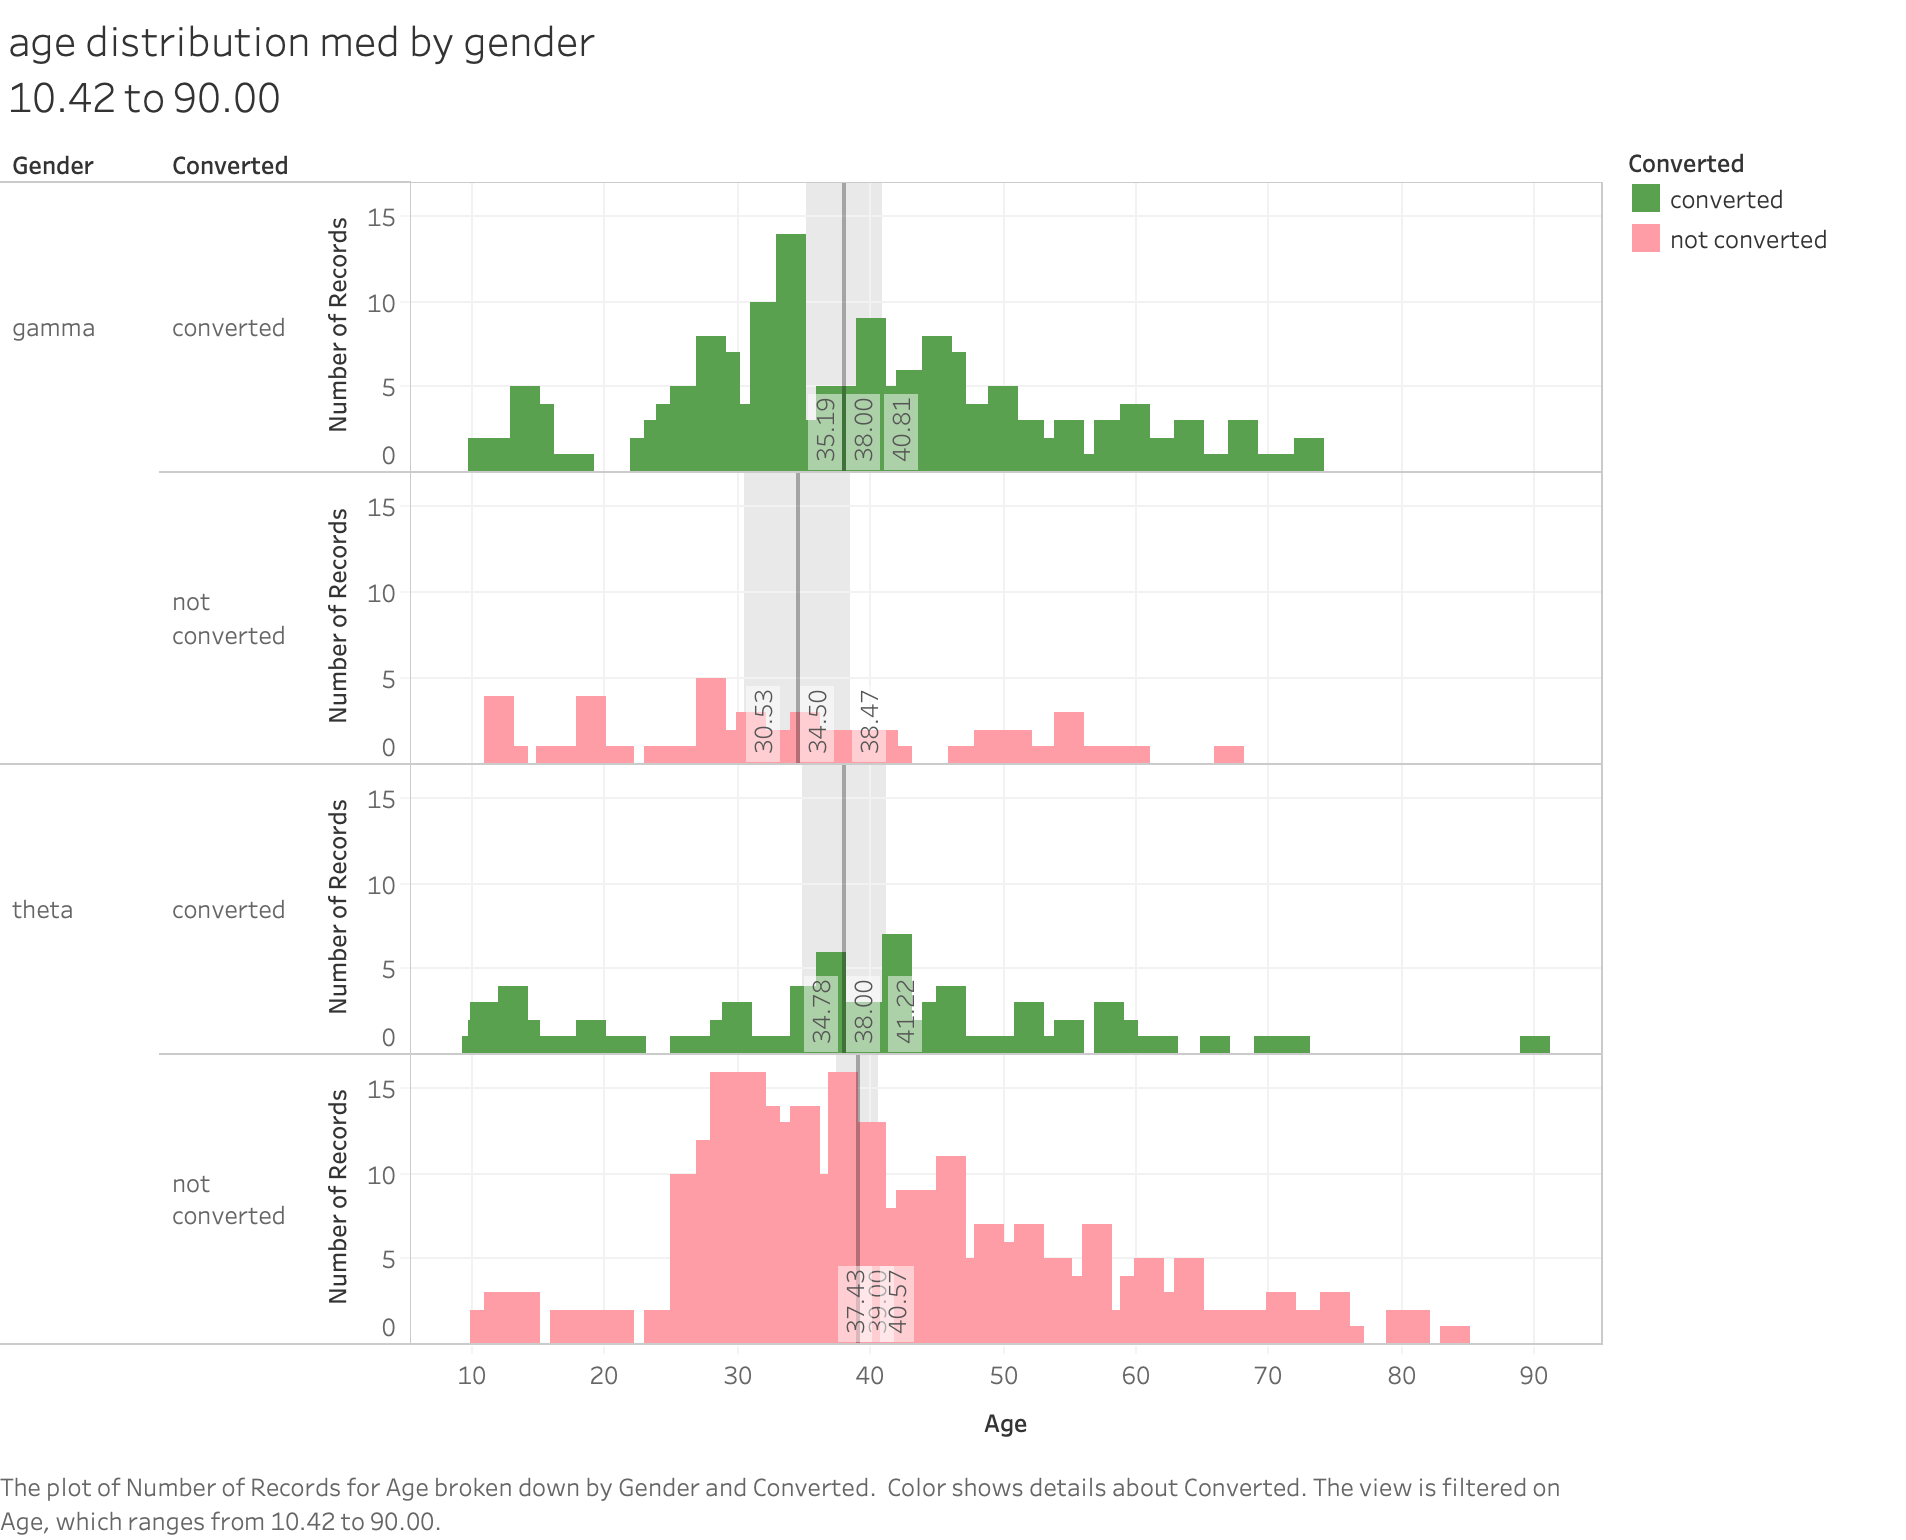 age distribution med by gender
10.42 to 90.00
Gender
Converted
Converted
converted
not converted
gamma
converted
Number of Records
15
10
5
0
35.19
38.00
40.81
not
converted
Number of Records
15
10
5
0
30.53
34.50
38.47
theta
converted
Number of Records
15
10
5
0
34.78
38.00
41.22
not
converted
Number of Records
15
10
5
0
37.43
39.00
40.57
10 20 30 40 50 60 70 80 90
Age
The plot of Number of Records for Age broken down by Gender and Converted.  Color shows details about Converted. The view is filtered on
Age, which ranges from 10.42 to 90.00.